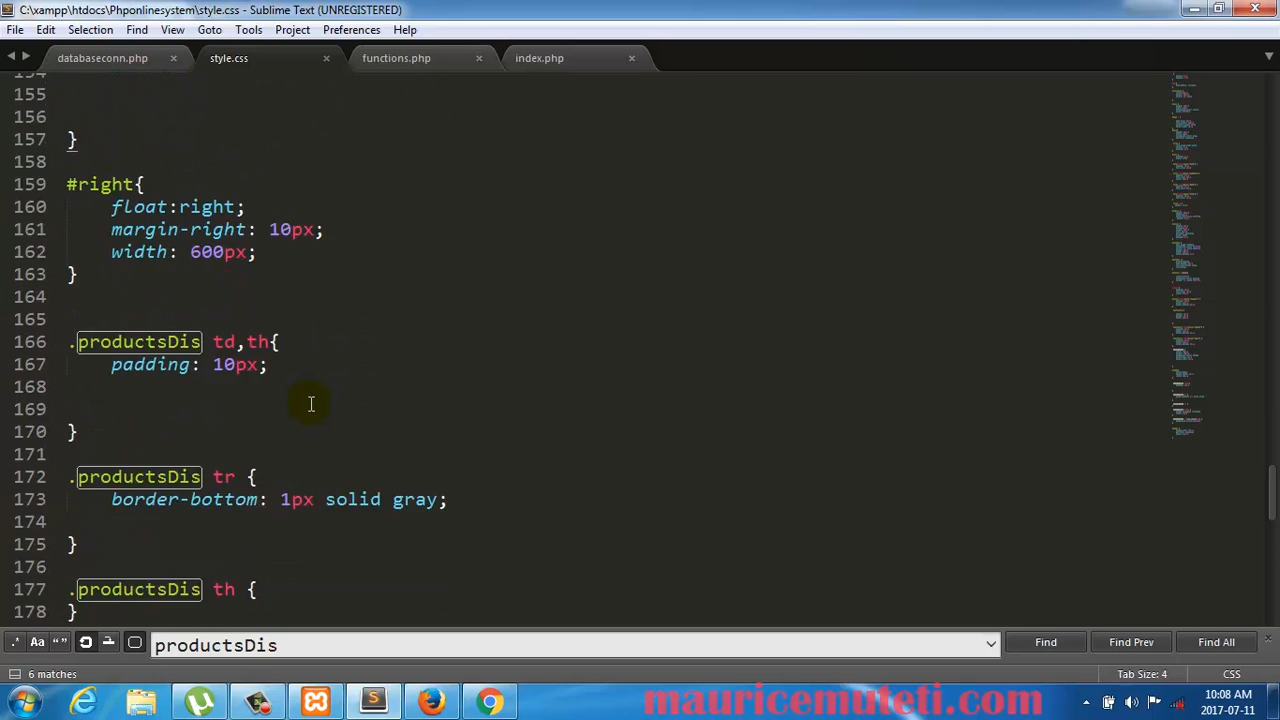 C:\xampp\htdocs\Phponlinesystem\style.css - Sublime Text (UNREGISTERED)
File Edit Selection Find View Goto Tools Project Preferences Help
databaseconn.php × style.css × functions.php × index.php ×
154
155
156
157 }
158
159 #right{
160 float:right;
161 margin-right: 10px;
162 width: 600px;
163 }
164
165
166 .productsDis td,th{
167 padding: 10px;
168
169
170 }
171
172 .productsDis tr {
173 border-bottom: 1px solid gray;
174
175 }
176
177 .productsDis th {
178 }
.* Aa “” productsDis Find Find Prev Find All
6 matches Tab Size: 4 CSS
mauricemuteti.com
10:08 AM
2017-07-11